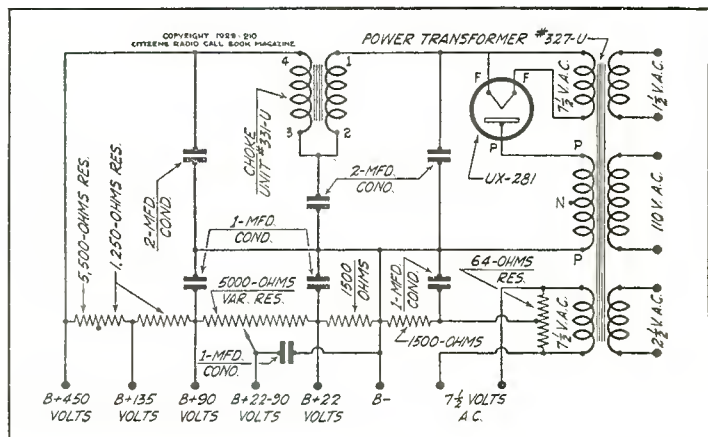 COPYRIGHT 1929-210
CITIZENS RADIO CALL BOOK MAGAZINE
POWER TRANSFORMER #327-U
4
1
3
2
CHOKE
UNIT #331-U
F
F
7½ V.A.C.
1½ V.A.C.
P
P
UX-281
N
110 V.A.C.
P
5,500-OHMS RES.
1,250-OHMS RES.
2-MFD.
COND.
2-MFD.
COND.
1-MFD.
COND.
5000-OHMS
VAR. RES.
1500
OHMS
1-MFD.
COND.
64-OHMS
RES.
7½ V.A.C.
2½ V.A.C.
1-MFD.
COND.
1500-OHMS
B+450
VOLTS
B+135
VOLTS
B+90
VOLTS
B+22-90
VOLTS
B+22
VOLTS
B-
7½ VOLTS
A.C.